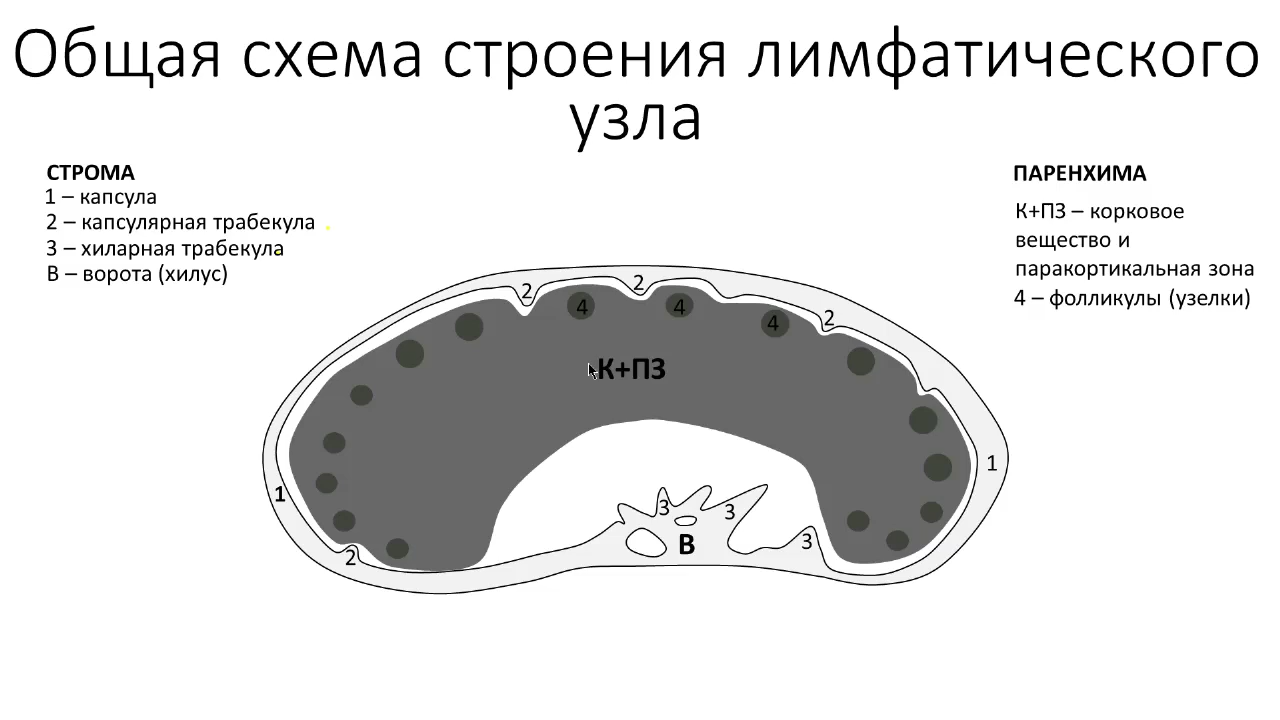 Общая схема строения лимфатического
узла
СТРОМА
1 – капсула
2 – капсулярная трабекула
3 – хиларная трабекула
В – ворота (хилус)
ПАРЕНХИМА
К+ПЗ – корковое
вещество и
паракортикальная зона
4 – фолликулы (узелки)
2
2
4
4
4
2
К+ПЗ
1
1
3
3
3
В
2